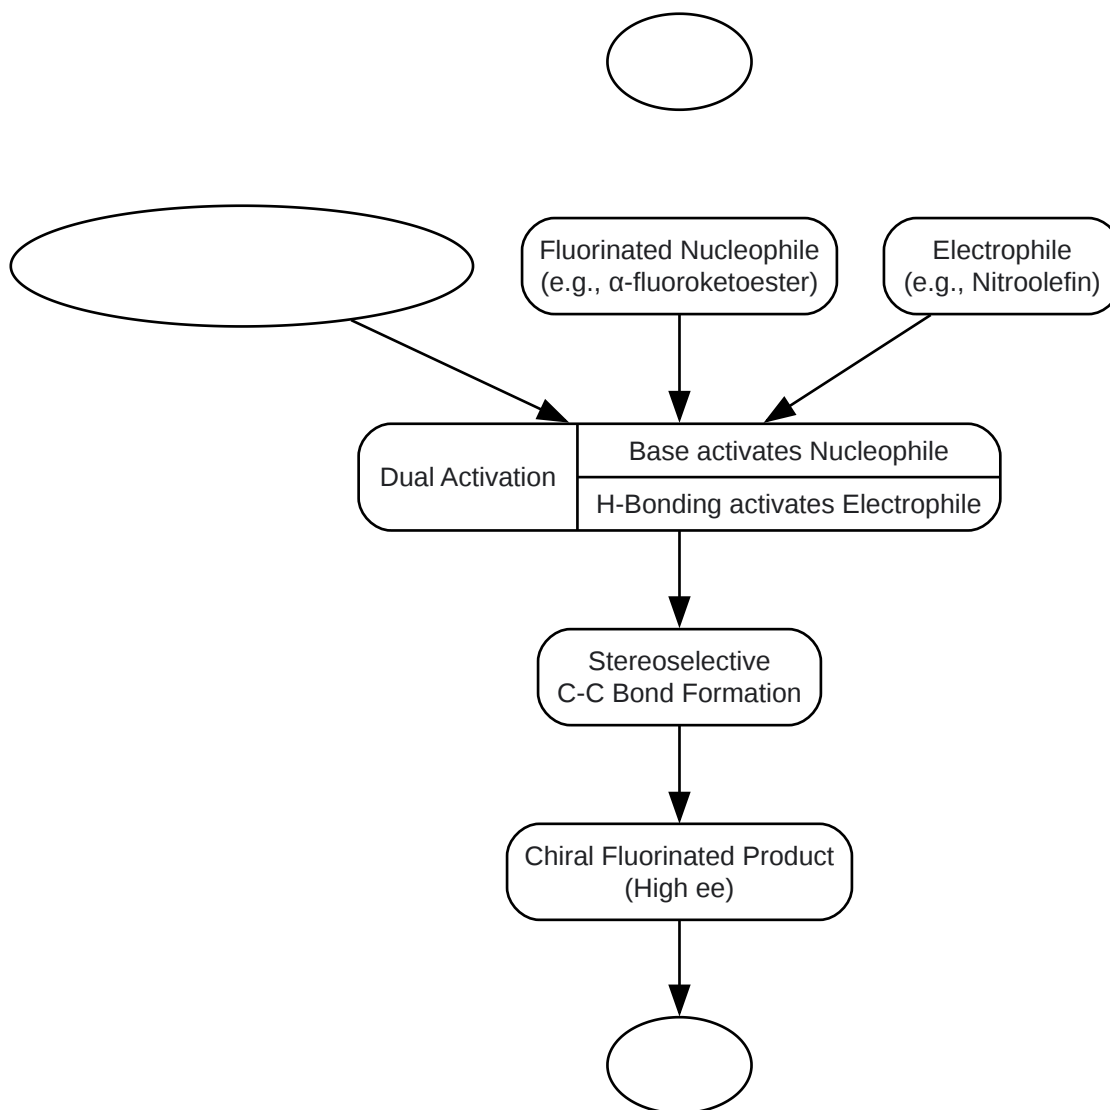 Fluorinated Nucleophile
(e.g., α-fluoroketoester)
Electrophile
(e.g., Nitroolefin)
Dual Activation
Base activates Nucleophile
H-Bonding activates Electrophile
Stereoselective
C-C Bond Formation
Chiral Fluorinated Product
(High ee)